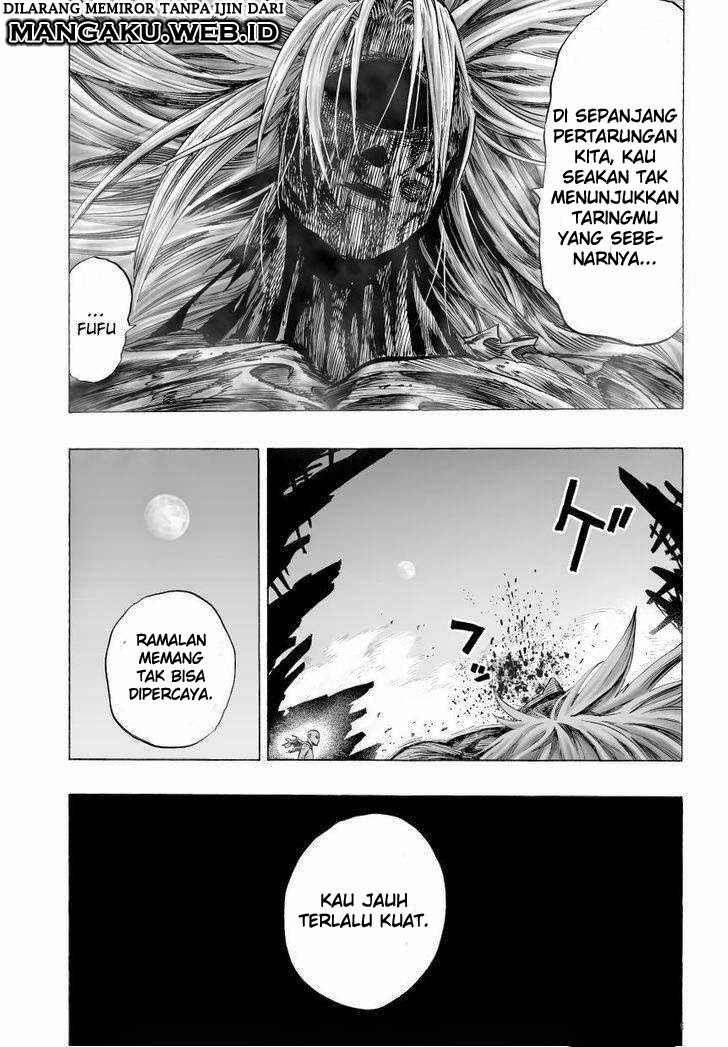 DILARANG MEMIROR TANPA IJIN DARI
MANGAKU.WEB.ID
DI SEPANJANG
PERTARUNGAN
KITA, KAU
SEAKAN TAK
MENUNJUKKAN
TARINGMU
YANG SEBE-
NARNYA...
...
FUFU
ゲブッ
RAMALAN
MEMANG
TAK BISA
DIPERCAYA.
KAU JAUH
TERLALU KUAT.